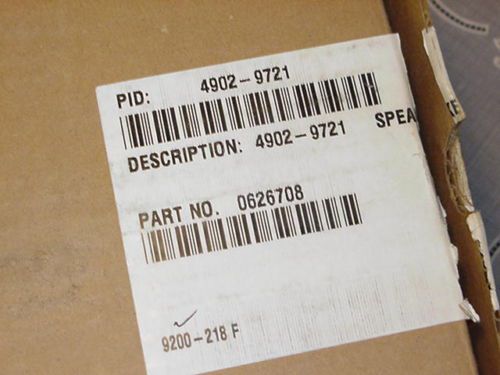 PID: 4902-9721
DESCRIPTION: 4902-9721 SPEA
PART NO. 0626708
9200-218 F